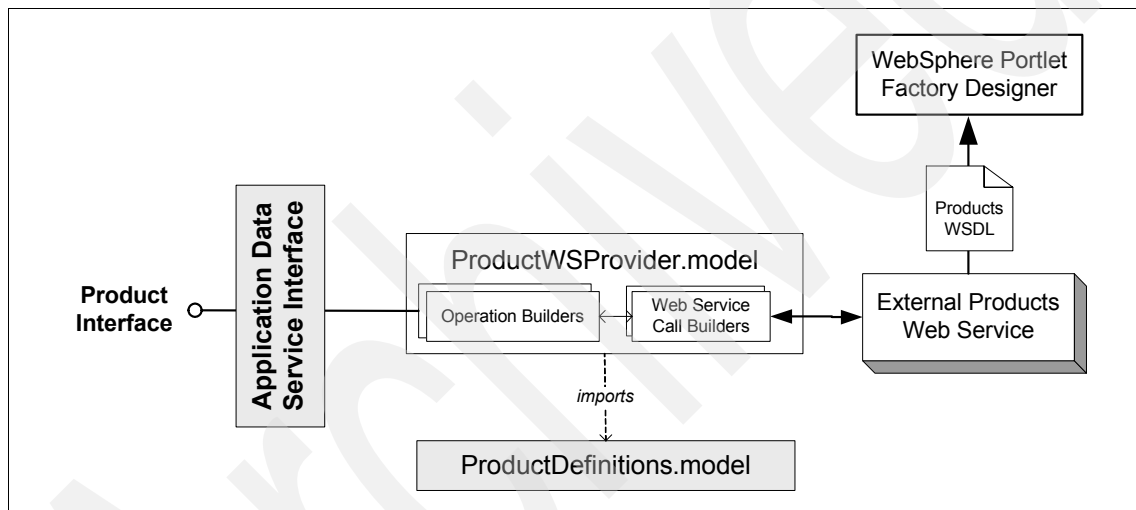 WebSphere Portlet
Factory Designer
Products
WSDL
Application Data
Service Interface
ProductWSProvider.model
Product
Interface
Operation Builders
Web Service
Call Builders
External Products
Web Service
imports
ProductDefinitions.model
Archived